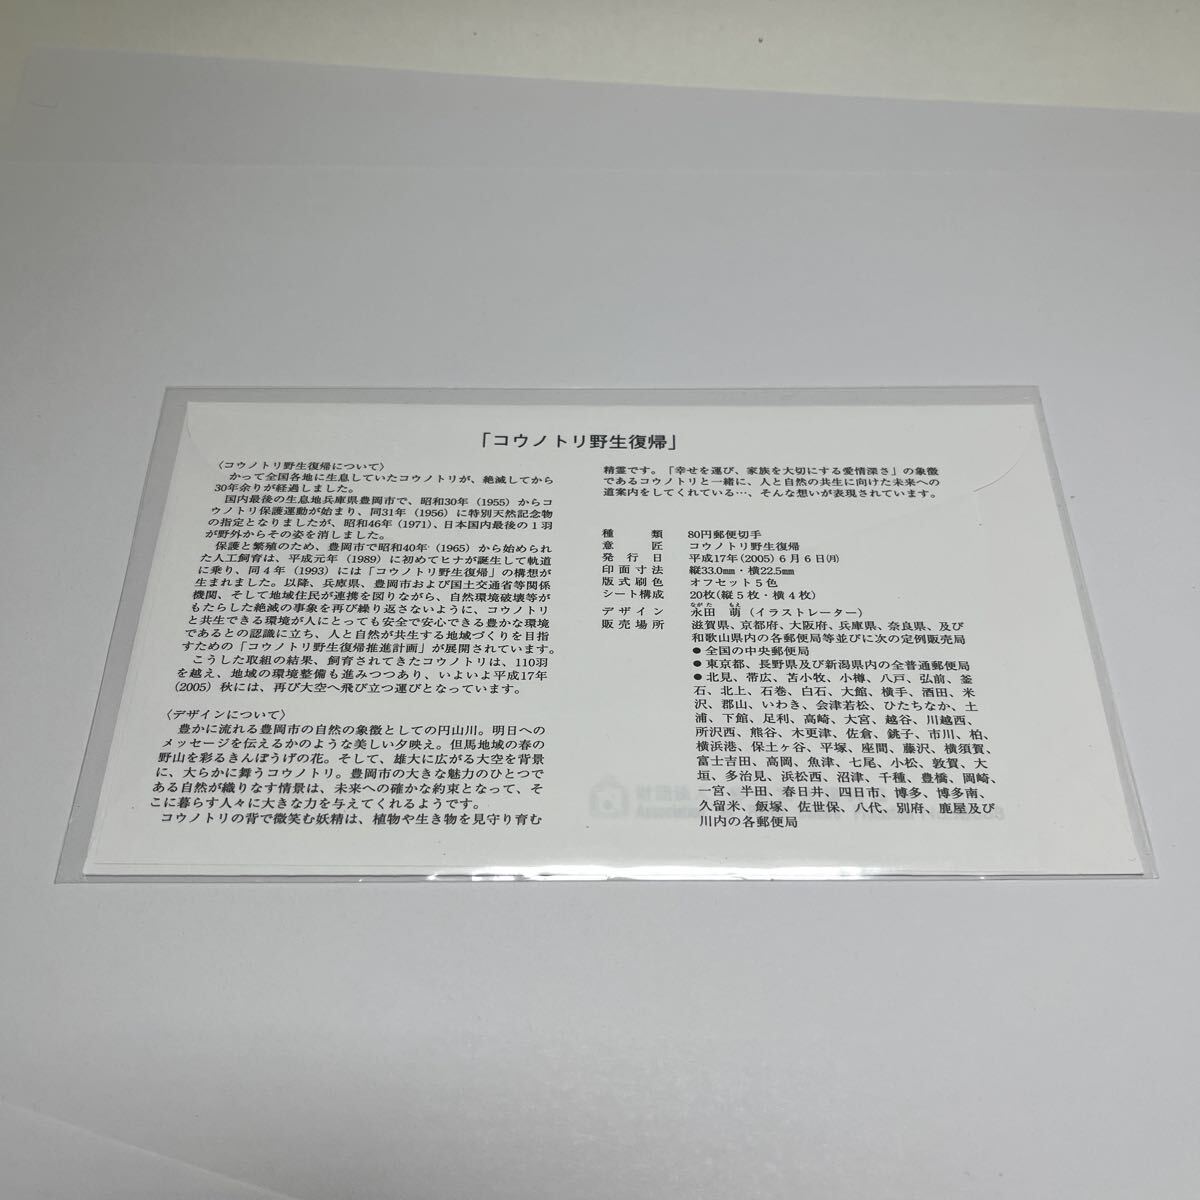 「コウノトリ野生復帰」
〈コウノトリ野生復帰について〉
かつて全国各地に生息していたコウノトリが、絶滅してから
30年余りが経過しました。
国内最後の生息地兵庫県豊岡市で、昭和30年（1955）からコ
ウノトリ保護運動が始まり、同31年（1956）に特別天然記念物
の指定となりましたが、昭和46年（1971）、日本国内最後の１羽
が野外からその姿を消しました。
保護と繁殖のため、豊岡市で昭和40年（1965）から始められ
た人工飼育は、平成元年（1989）に初めてヒナが誕生して軌道
に乗り、同４年（1993）には「コウノトリ野生復帰」の構想が
生まれました。以降、兵庫県、豊岡市および国土交通省等関係
機関、そして地域住民が連携を図りながら、自然環境破壊等が
もたらした絶滅の事象を再び繰り返さないように、コウノトリ
と共生できる環境が人にとっても安全で安心できる豊かな環境
であるとの認識に立ち、人と自然が共生する地域づくりを目指
すための「コウノトリ野生復帰推進計画」が展開されています。
こうした取組の結果、飼育されてきたコウノトリは、110羽
を越え、地域の環境整備も進みつつあり、いよいよ平成17年
（2005）秋には、再び大空へ飛び立つ運びとなっています。
〈デザインについて〉
豊かに流れる豊岡市の自然の象徴としての円山川。明日への
メッセージを伝えるかのような美しい夕映え。但馬地域の春の
野山を彩るきんぽうげの花。そして、雄大に広がる大空を背景
に、大らかに舞うコウノトリ。豊岡市の大きな魅力のひとつで
ある自然が織りなす情景は、未来への確かな約束となって、そ
こに暮らす人々に大きな力を与えてくれるようです。
コウノトリの背で微笑む妖精は、植物や生き物を見守り育む
精霊です。「幸せを運び、家族を大切にする愛情深さ」の象徴
であるコウノトリと一緒に、人と自然の共生に向けた未来への
道案内をしてくれている…、そんな想いが表現されています。
種類 80円郵便切手
意匠 コウノトリ野生復帰
発行日 平成17年（2005）６月６日㈪
印面寸法 縦33.0mm・横22.5mm
版式刷色 オフセット５色
シート構成 20枚（縦５枚・横４枚）
ながた もえ
デザイン 永田 萠（イラストレーター）
販売場所 滋賀県、京都府、大阪府、兵庫県、奈良県、及び
和歌山県内の各郵便局等並びに次の定例販売局
●全国の中央郵便局
●東京都、長野県及び新潟県内の全普通郵便局
●北見、帯広、苫小牧、小樽、八戸、弘前、釜
石、北上、石巻、白石、大館、横手、酒田、米
沢、郡山、いわき、会津若松、ひたちなか、土
浦、下館、足利、高崎、大宮、越谷、川越西、
所沢西、熊谷、木更津、佐倉、銚子、市川、柏、
横浜港、保土ヶ谷、平塚、座間、藤沢、横須賀、
富士吉田、高岡、魚津、七尾、小松、敦賀、大
垣、多治見、浜松西、沼津、千種、豊橋、岡崎、
一宮、半田、春日井、四日市、博多、博多南、
久留米、飯塚、佐世保、八代、別府、鹿屋及び
川内の各郵便局